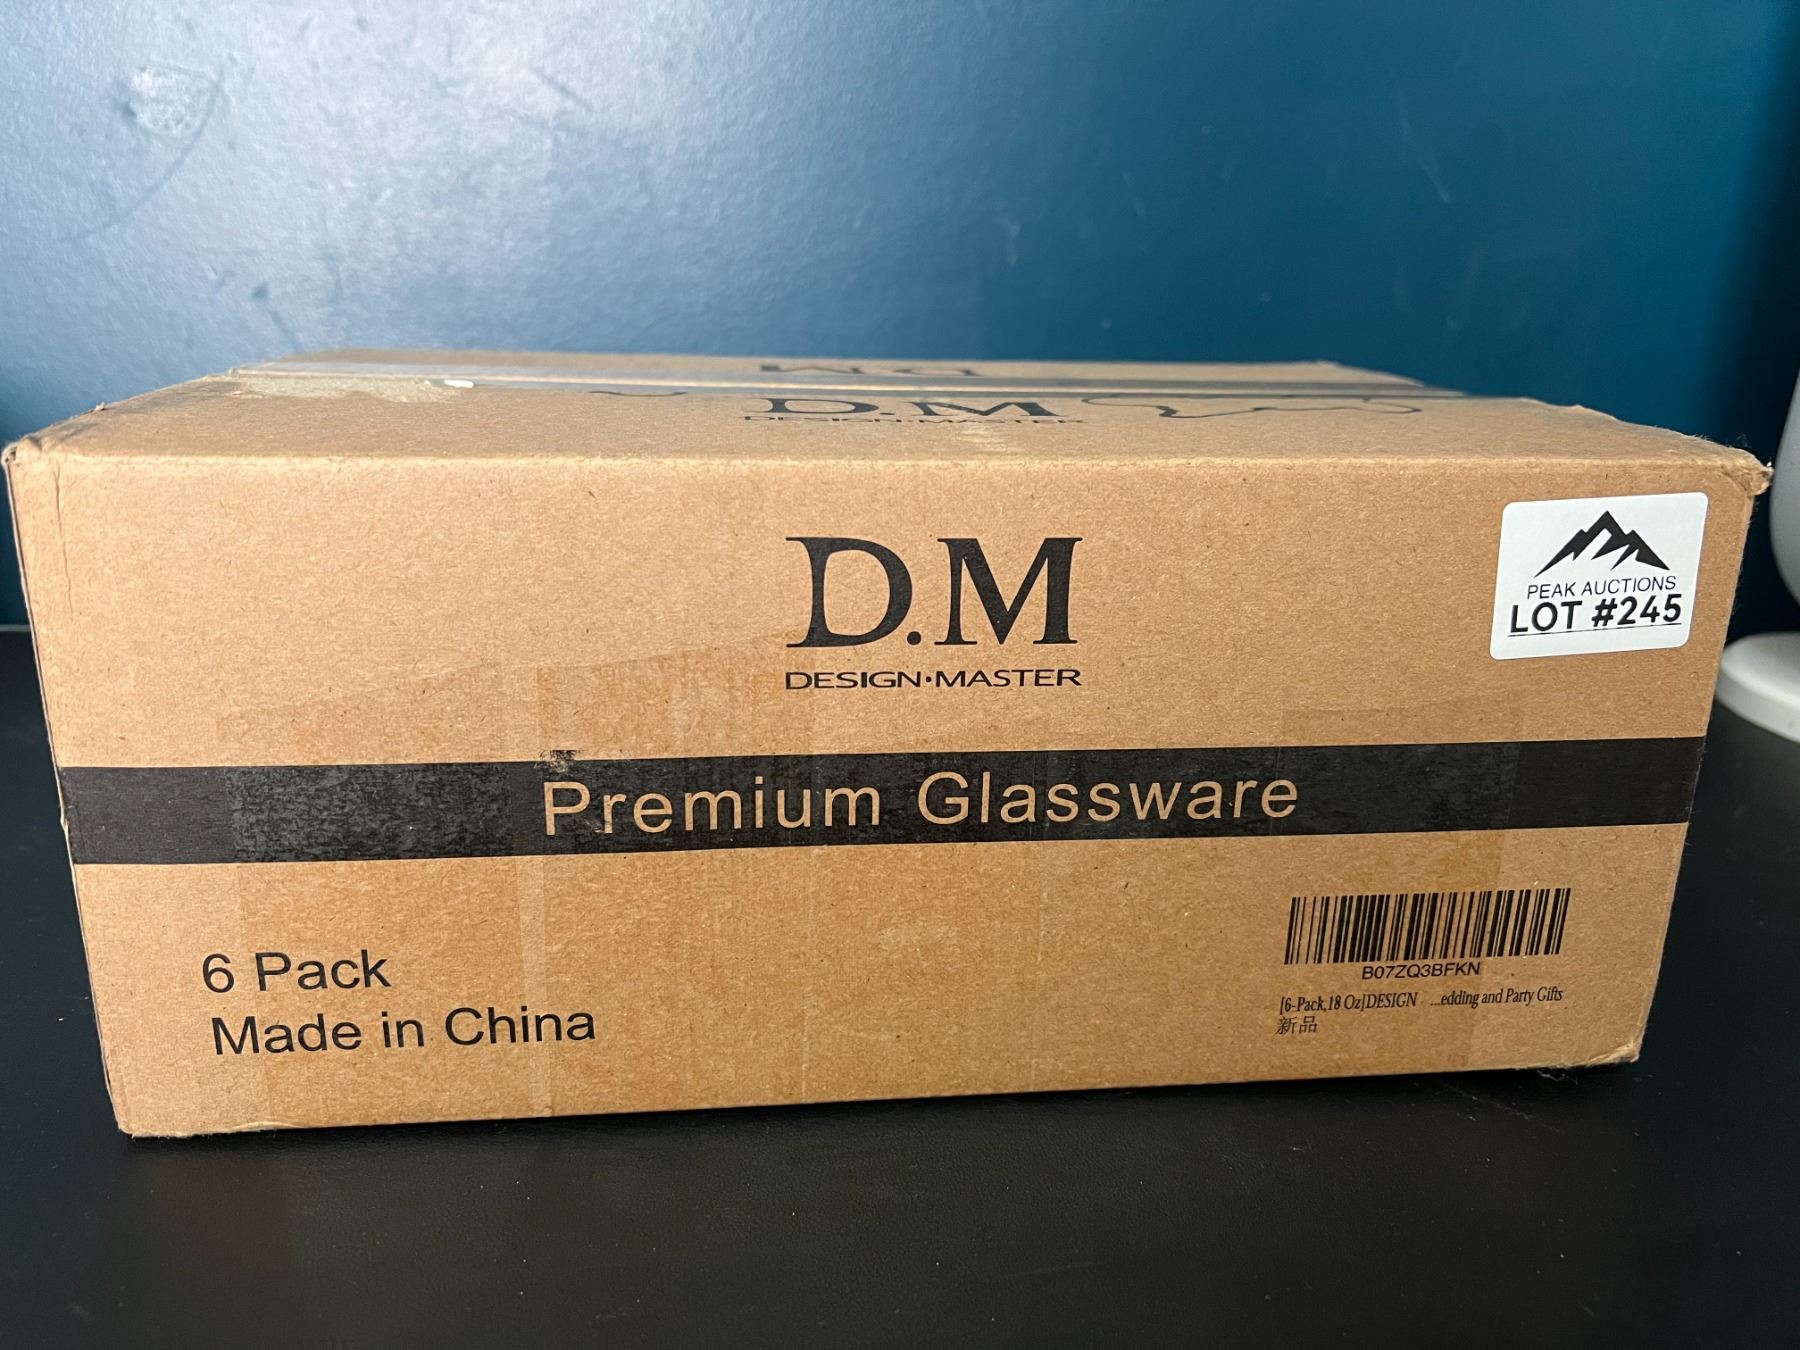 D.M
DESIGN·MASTER
D.M
DESIGN·MASTER
PEAK AUCTIONS
LOT #245
Premium Glassware
6 Pack
Made in China
B07ZQ3BFKN
[6-Pack,18 Oz]DESIGN ...edding and Party Gifts
新品